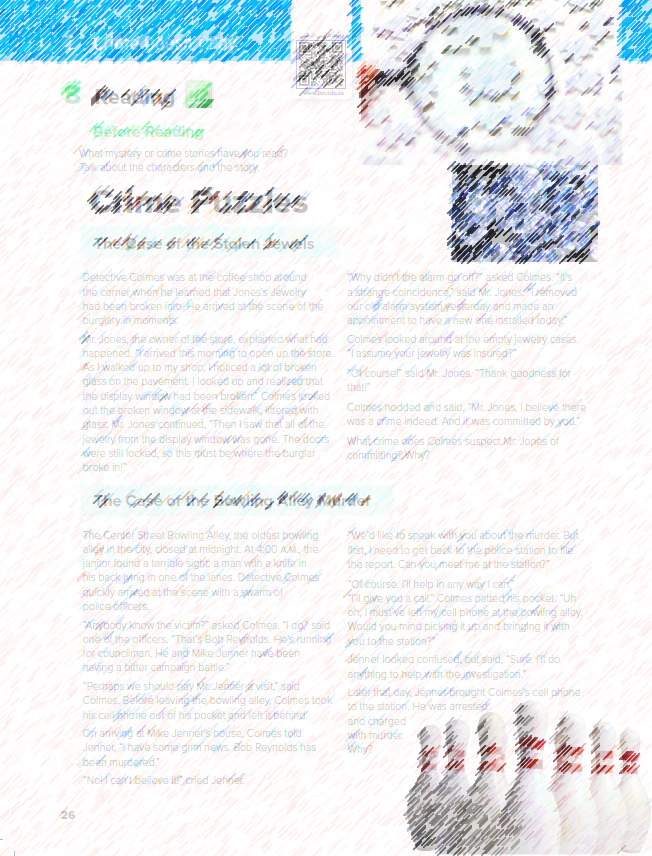 8 Reading
Before Reading
What mystery or crime stories have you read?
Talk about the characters and the story.
Crime Puzzles
The Case of the Stolen Jewels
Detective Colmes was at the coffee shop around
the corner when he learned that Jones's Jewelry
had been broken into. He arrived at the scene of the
burglary in moments.
Mr. Jones, the owner of the store, explained what had
happened. "I arrived this morning to open up the store.
As I walked up to my shop, I noticed a lot of broken
glass on the pavement. I looked up and realized that
the display window had been broken." Colmes looked
out the broken window at the sidewalk, littered with
glass. Mr. Jones continued, "Then I saw that all of the
jewelry from the display window was gone. The doors
were still locked, so this must be where the burglar
broke in!"
"Why didn't the alarm go off?" asked Colmes. "It's
a strange coincidence," said Mr. Jones. "I removed
our old alarm system yesterday and made an
appointment to have a new one installed today."
Colmes looked around at the empty jewelry cases.
"I assume your jewelry was insured?"
"Of course!" said Mr. Jones. "Thank goodness for
that!"
Colmes nodded and said, "Mr. Jones, I believe there
was a crime indeed. And it was committed by you."
What crime does Colmes suspect Mr. Jones of
committing? Why?
The Case of the Bowling Alley Murder
The Center Street Bowling Alley, the oldest bowling
alley in the city, closed at midnight. At 4:00 A.M., the
janitor found a terrible sight: a man with a knife in
his back lying in one of the lanes. Detective Colmes
quickly arrived at the scene with a swarm of
police officers.
"Anybody know the victim?" asked Colmes. "I do," said
one of the officers. "That's Bob Reynolds. He's running
for councilman. He and Mike Jenner have been
having a bitter campaign battle."
"Perhaps we should pay Mr. Jenner a visit," said
Colmes. Before leaving the bowling alley, Colmes took
his cell phone out of his pocket and left it behind.
On arriving at Mike Jenner's house, Colmes told
Jenner, "I have some grim news. Bob Reynolds has
been murdered."
"No! I can't believe it!" cried Jenner.
"We'd like to speak with you about the murder. But
first, I need to get back to the police station to file
the report. Can you meet me at the station?"
"Of course. I'll help in any way I can."
"I'll give you a call." Colmes patted his pocket. "Uh
oh, I must've left my cell phone at the bowling alley.
Would you mind picking it up and bringing it with
you to the station?"
Jenner looked confused, but said, "Sure. I'll do
anything to help with the investigation."
Later that day, Jenner brought Colmes's cell phone
to the station. He was arrested
and charged
with murder.
Why?
26